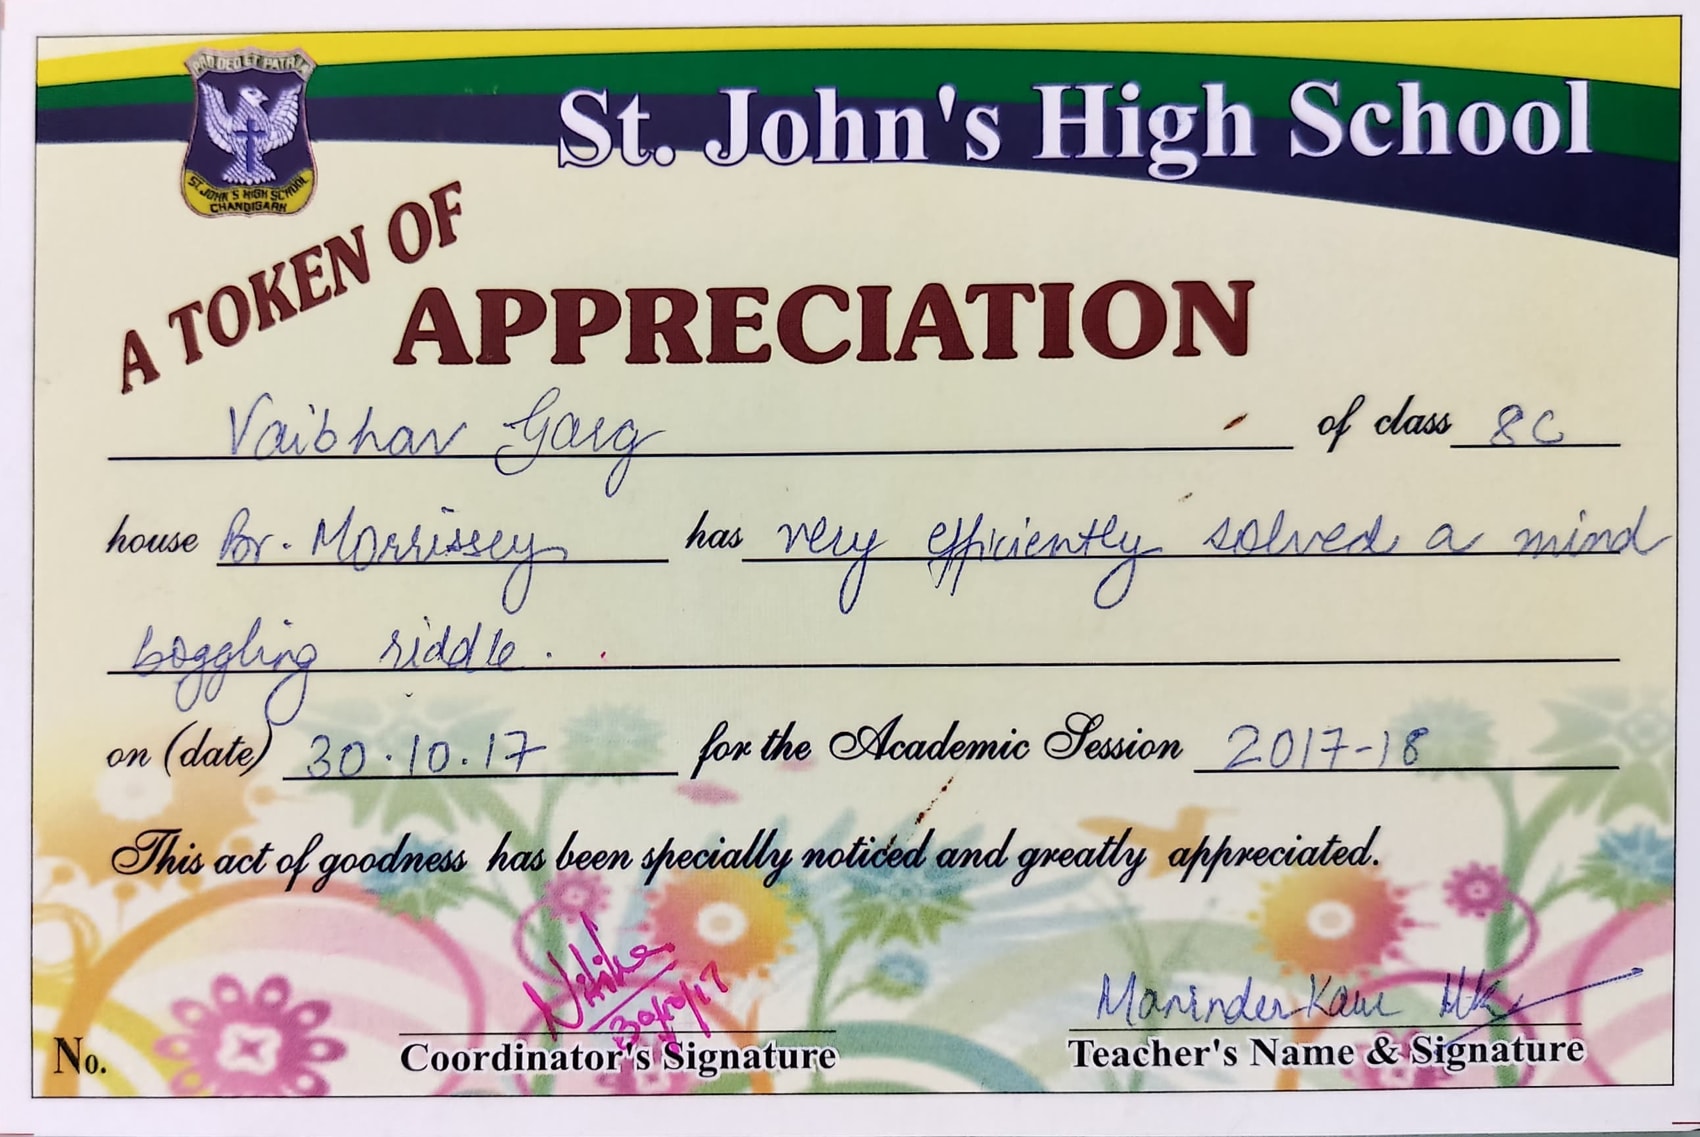 PRO DEO ET PATRIA
ST. JOHN'S HIGH SCHOOL
CHANDIGARH
St. John's High School
A TOKEN OF
APPRECIATION
Vaibhav Garg of class 8C
house Br. Morrissey has very efficiently solved a mind
boggling riddle.
on (date) 30.10.17 for the Academic Session 2017-18
This act of goodness has been specially noticed and greatly appreciated.
Nitika
30/10/17
Maninder Kaur MK
No. Coordinator's Signature Teacher's Name & Signature